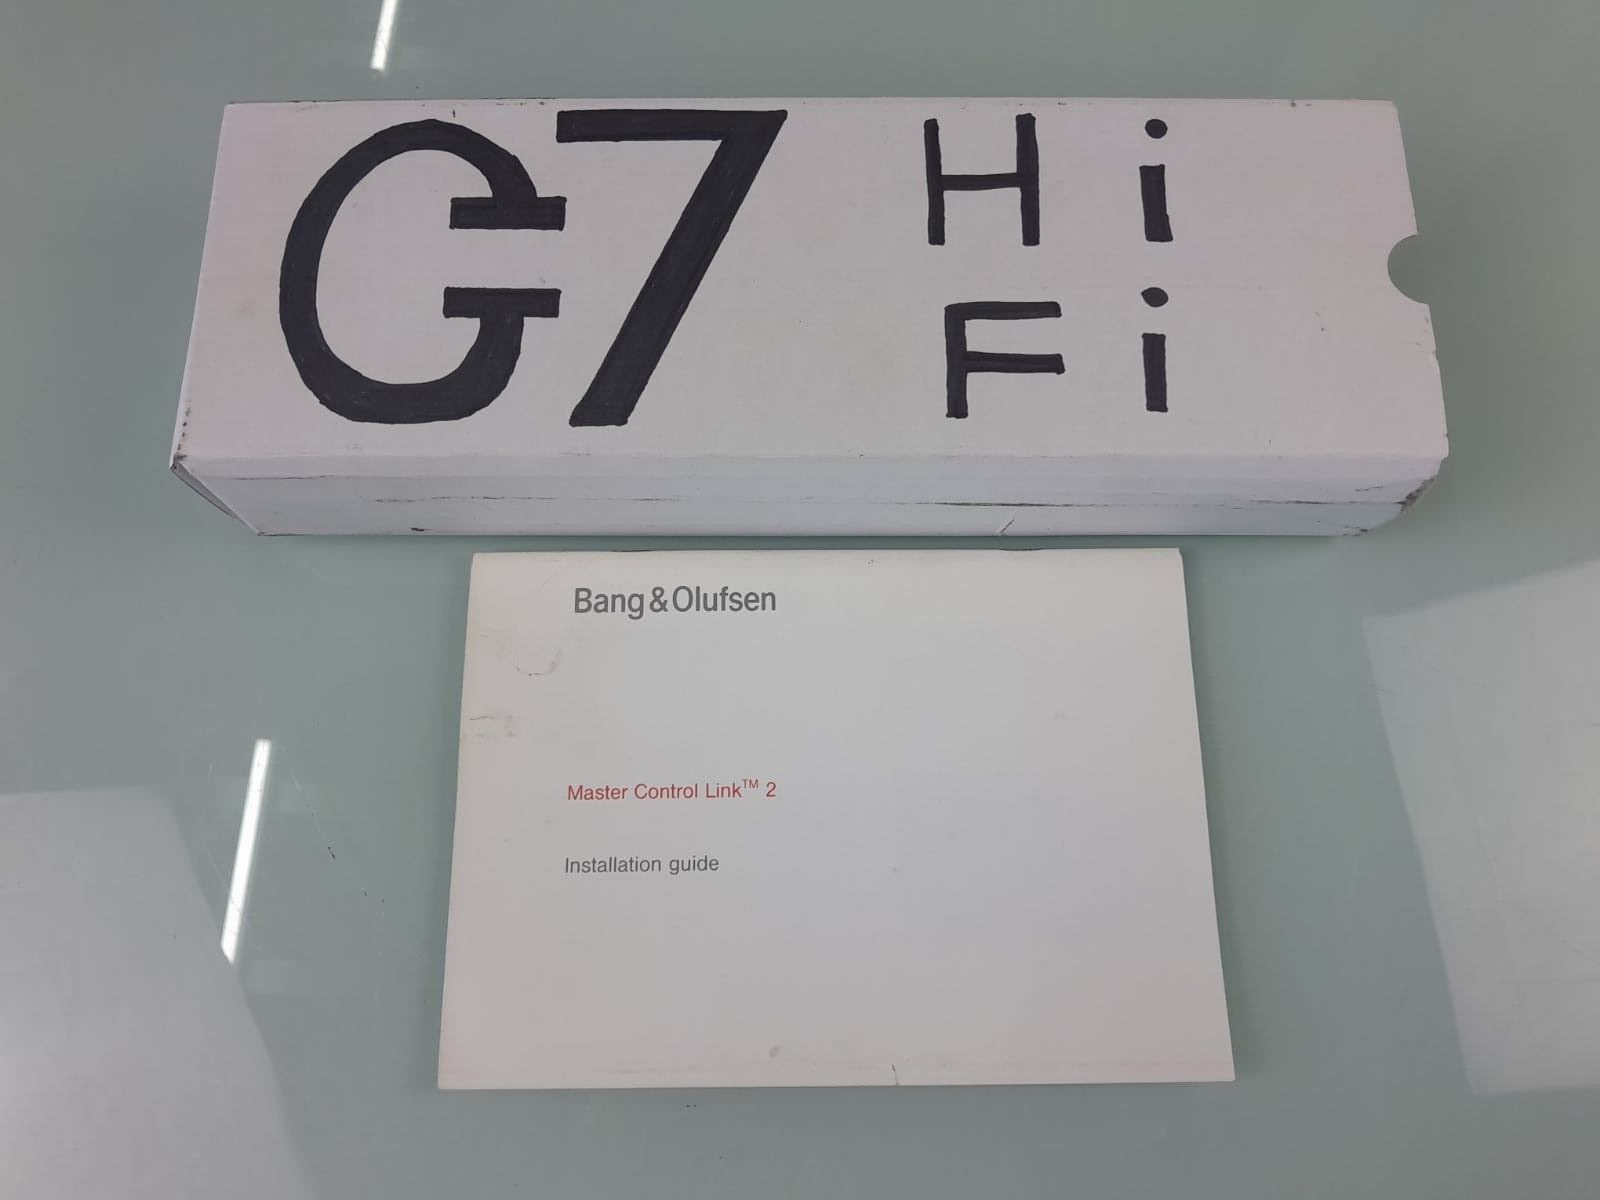 G7 Hi
Fi
Bang & Olufsen
Master Control Link™ 2
Installation guide